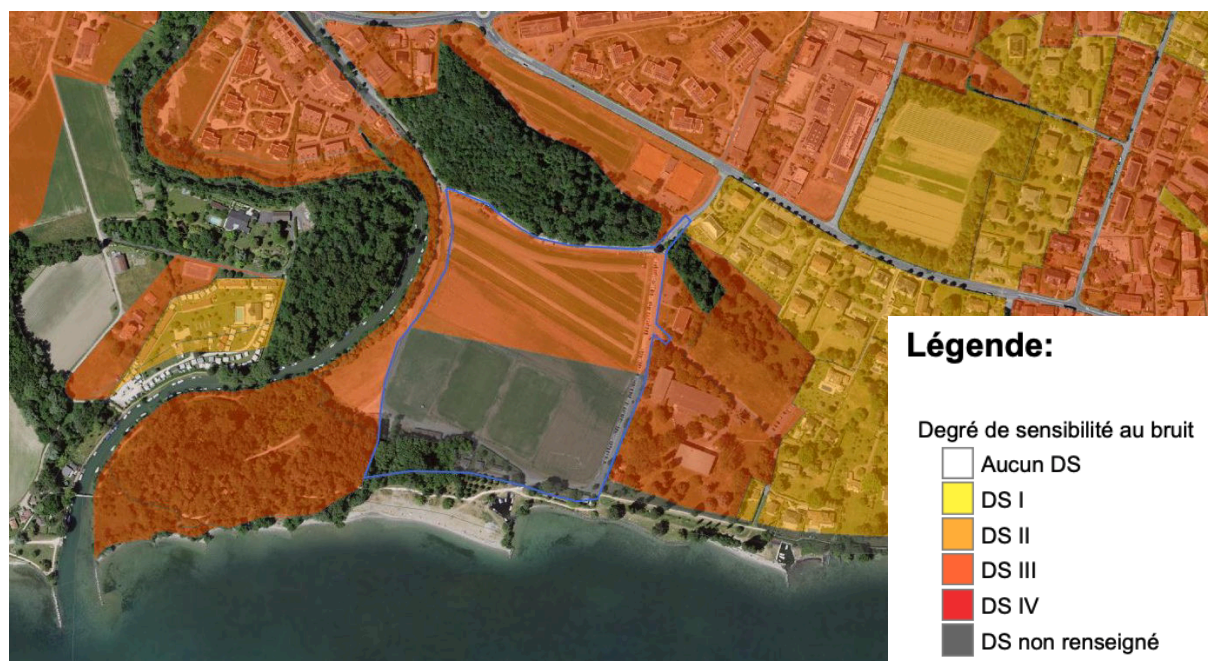 Légende:
Degré de sensibilité au bruit
Aucun DS
DS I
DS II
DS III
DS IV
DS non renseigné